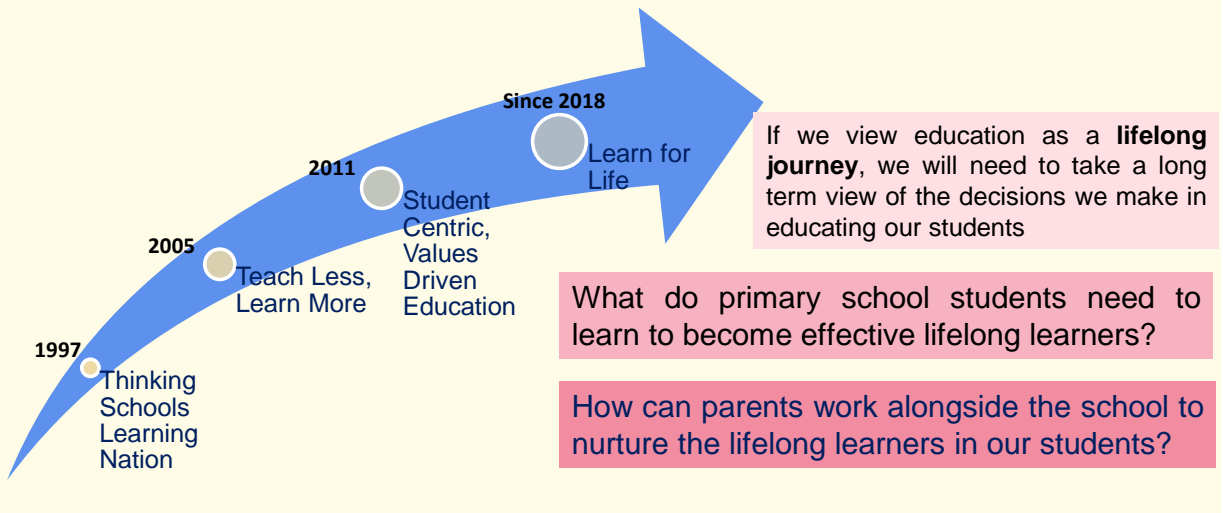 1997
Thinking
Schools
Learning
Nation
2005
Teach Less,
Learn More
2011
Student
Centric,
Values
Driven
Education
Since 2018
Learn for
Life
If we view education as a lifelong
journey, we will need to take a long
term view of the decisions we make in
educating our students
What do primary school students need to
learn to become effective lifelong learners?
How can parents work alongside the school to
nurture the lifelong learners in our students?